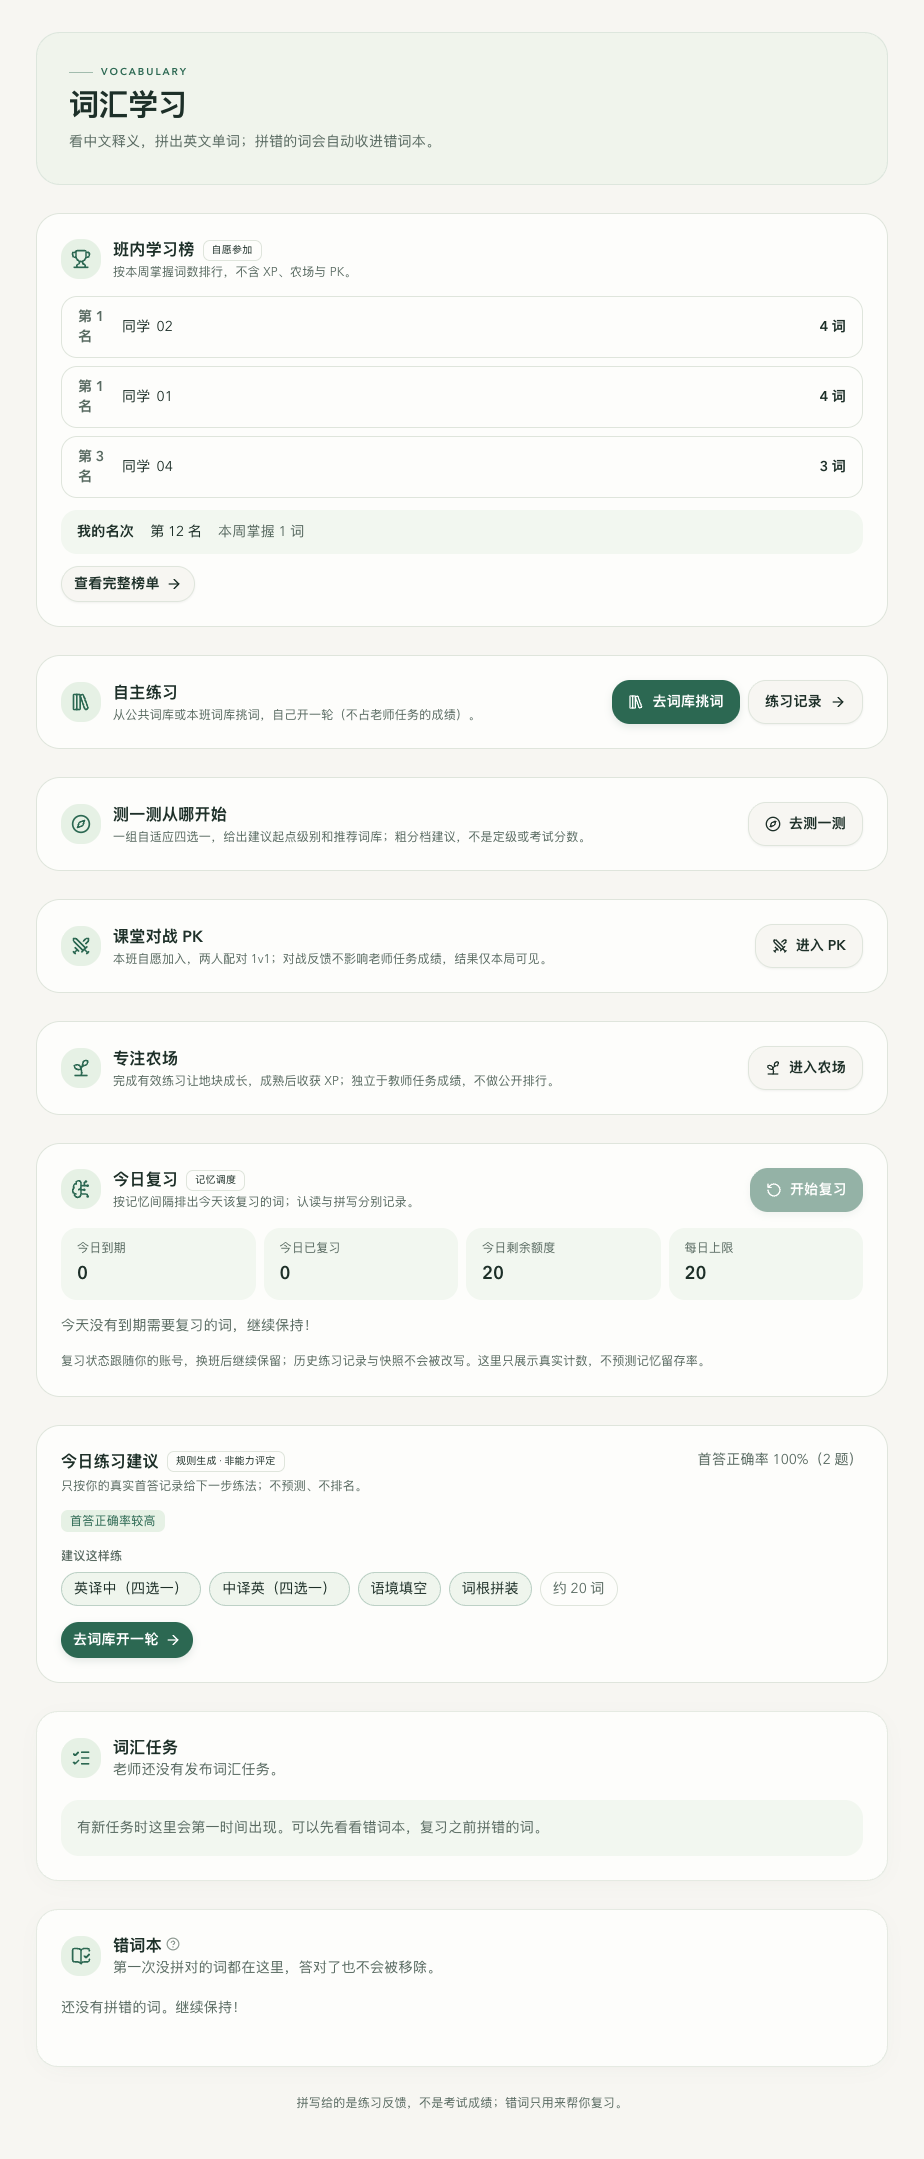 VOCABULARY
词汇学习
看中文释义，拼出英文单词；拼错的词会自动收进错词本。
班内学习榜 自愿参加
按本周掌握词数排行，不含 XP、农场与 PK。
第 1
名
同学 02
4 词
第 1
名
同学 01
4 词
第 3
名
同学 04
3 词
我的名次 第 12 名 本周掌握 1 词
查看完整榜单
自主练习
从公共词库或本班词库挑词，自己开一轮（不占老师任务的成绩）。
去词库挑词 练习记录
测一测从哪开始
一组自适应四选一，给出建议起点级别和推荐词库；粗分档建议，不是定级或考试分数。
去测一测
课堂对战 PK
本班自愿加入，两人配对 1v1；对战反馈不影响老师任务成绩，结果仅本局可见。
进入 PK
专注农场
完成有效练习让地块成长，成熟后收获 XP；独立于教师任务成绩，不做公开排行。
进入农场
今日复习 记忆调度
按记忆间隔排出今天该复习的词；认读与拼写分别记录。
开始复习
今日到期 今日已复习 今日剩余额度 每日上限
0 0 20 20
今天没有到期需要复习的词，继续保持！
复习状态跟随你的账号，换班后继续保留；历史练习记录与快照不会被改写。这里只展示真实计数，不预测记忆留存率。
今日练习建议 规则生成 · 非能力评定 首答正确率 100%（2 题）
只按你的真实首答记录给下一步练法；不预测、不排名。
首答正确率较高
建议这样练
英译中（四选一） 中译英（四选一） 语境填空 词根拼装 约 20 词
去词库开一轮
词汇任务
老师还没有发布词汇任务。
有新任务时这里会第一时间出现。可以先看看错词本，复习之前拼错的词。
错词本
第一次没拼对的词都在这里，答对了也不会被移除。
还没有拼错的词。继续保持！
拼写给的是练习反馈，不是考试成绩；错词只用来帮你复习。